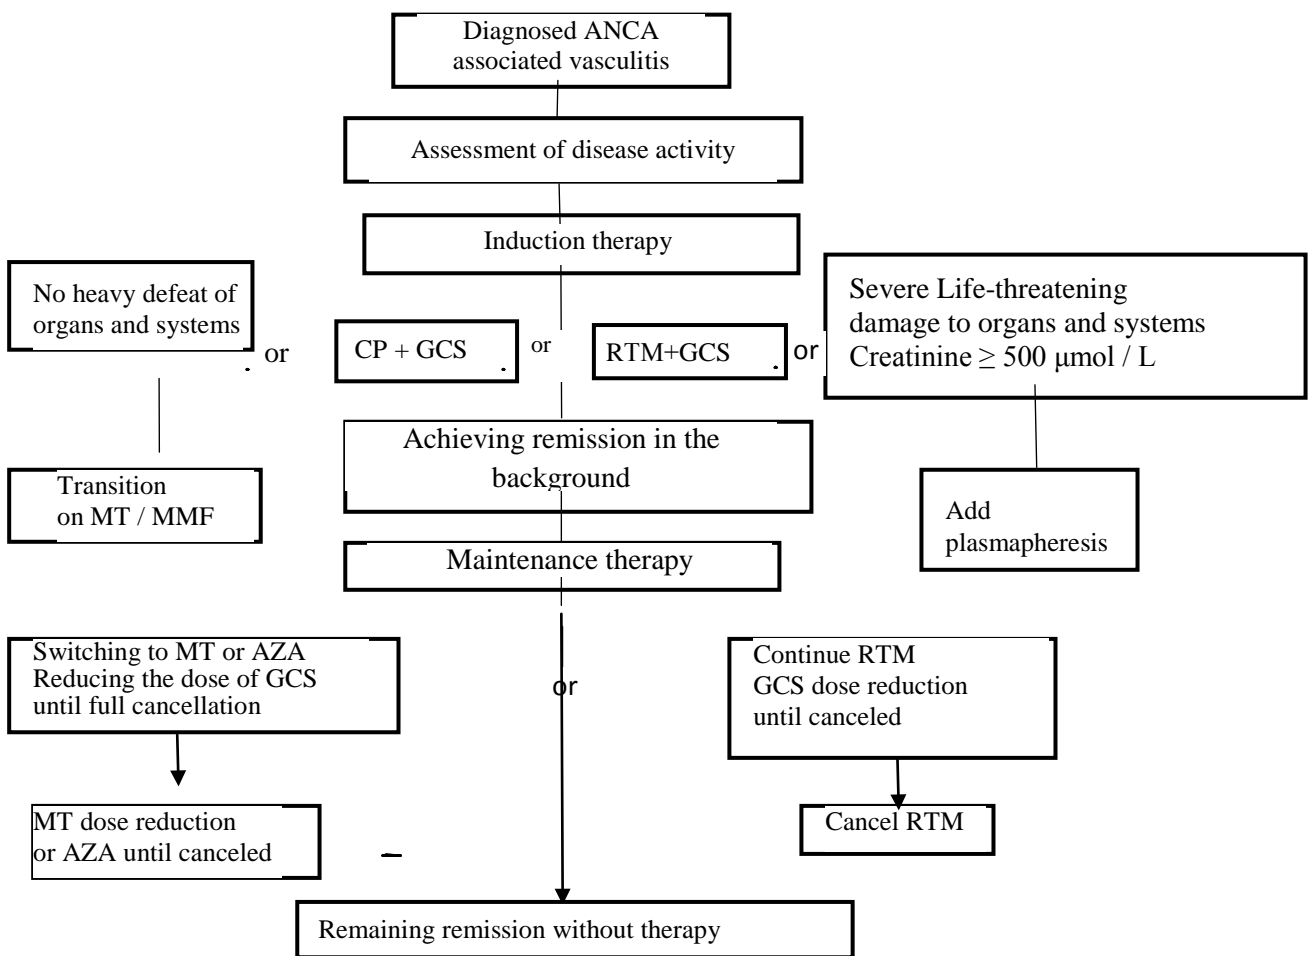 Diagnosed ANCA
associated vasculitis
Assessment of disease activity
Induction therapy
No heavy defeat of
organs and systems
or
CP + GCS
or
RTM+GCS
or
Severe Life-threatening
damage to organs and systems
Creatinine ≥ 500 μmol / L
Achieving remission in the
background
Transition
on MT / MMF
Add
plasmapheresis
Maintenance therapy
Switching to MT or AZA
Reducing the dose of GCS
until full cancellation
or
Continue RTM
GCS dose reduction
until canceled
MT dose reduction
or AZA until canceled
Cancel RTM
Remaining remission without therapy